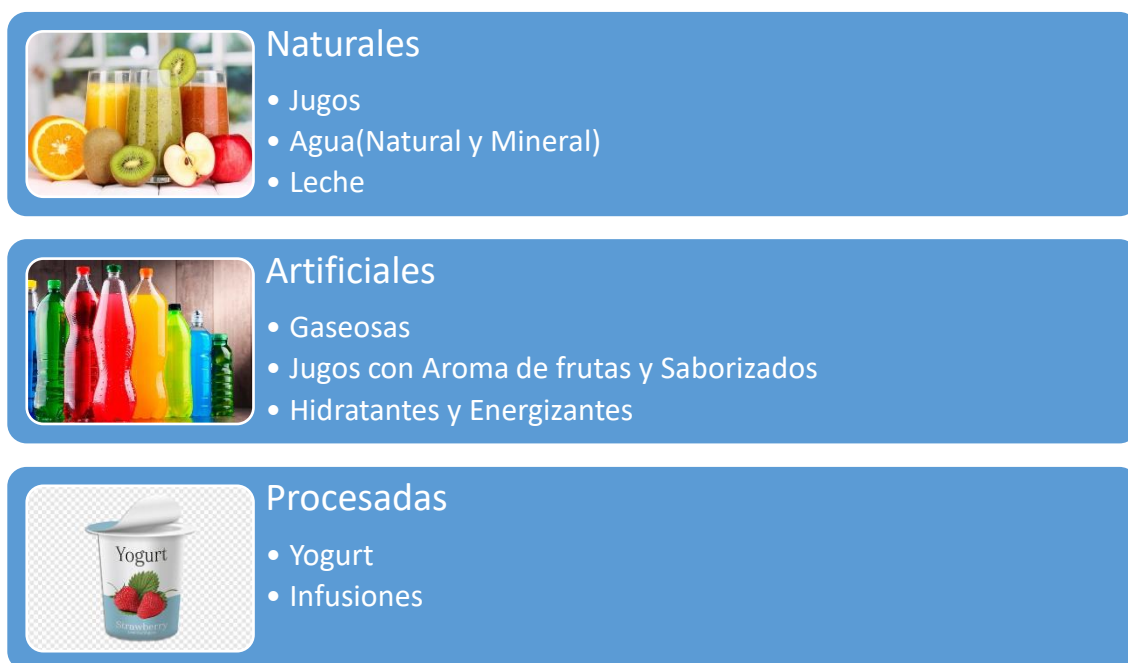 Naturales
• Jugos
• Agua(Natural y Mineral)
• Leche
Artificiales
• Gaseosas
• Jugos con Aroma de frutas y Saborizados
• Hidratantes y Energizantes
Procesadas
• Yogurt
• Infusiones
Yogurt
Strawberry